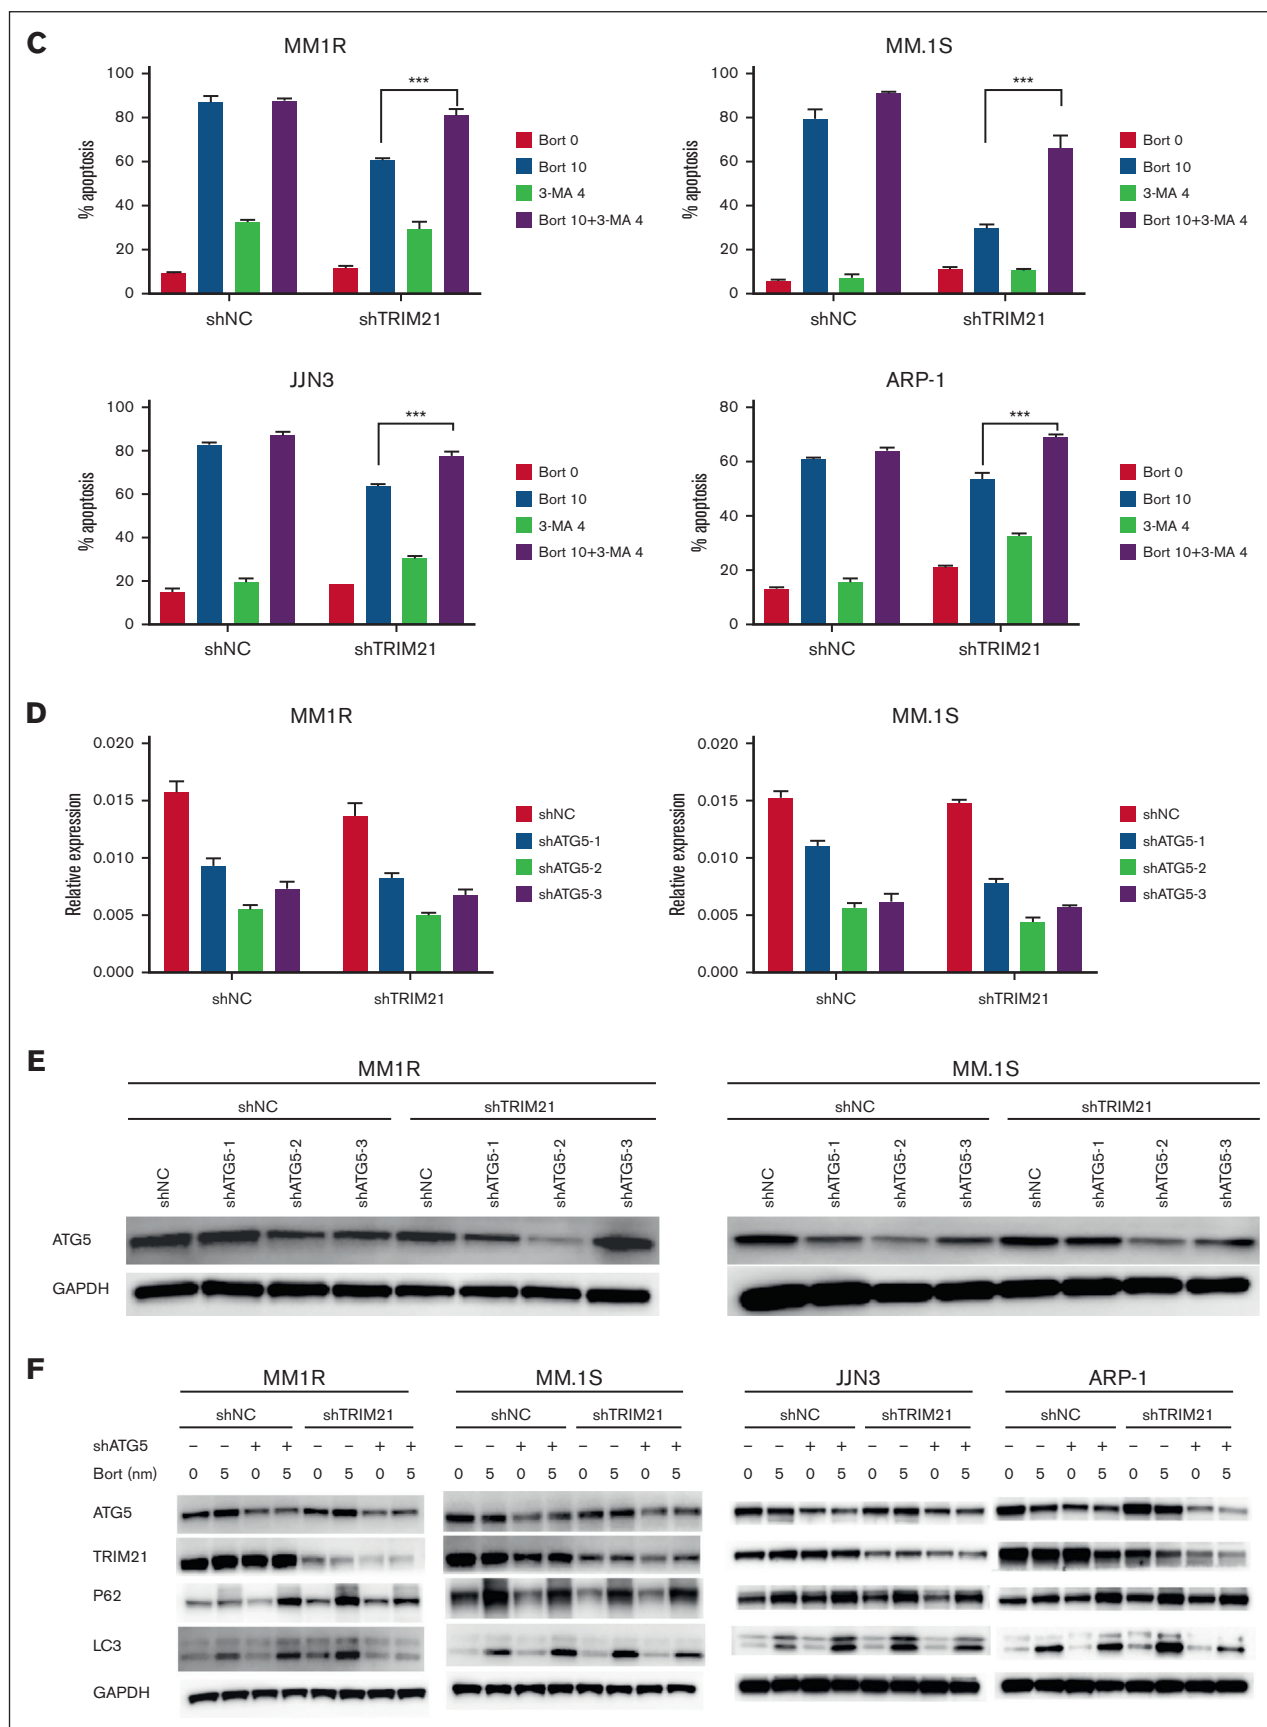 C
MM1R
MM.1S
100
80
60
40
20
0
% apoptosis
***
shNC
shTRIM21
Bort 0
Bort 10
3-MA 4
Bort 10+3-MA 4
100
80
60
40
20
0
% apoptosis
***
shNC
shTRIM21
Bort 0
Bort 10
3-MA 4
Bort 10+3-MA 4
JJN3
ARP-1
100
80
60
40
20
0
% apoptosis
***
shNC
shTRIM21
Bort 0
Bort 10
3-MA 4
Bort 10+3-MA 4
80
60
40
20
0
% apoptosis
***
shNC
shTRIM21
Bort 0
Bort 10
3-MA 4
Bort 10+3-MA 4
D
MM1R
MM.1S
0.020
0.015
0.010
0.005
0.000
Relative expression
shNC
shTRIM21
shNC
shATG5-1
shATG5-2
shATG5-3
0.020
0.015
0.010
0.005
0.000
Relative expression
shNC
shTRIM21
shNC
shATG5-1
shATG5-2
shATG5-3
E
MM1R
MM.1S
shNC shTRIM21 shNC shTRIM21
shNC shATG5-1 shATG5-2 shATG5-3 shNC shATG5-1 shATG5-2 shATG5-3 shNC shATG5-1 shATG5-2 shATG5-3 shNC shATG5-1 shATG5-2 shATG5-3
ATG5
GAPDH
F
MM1R MM.1S JJN3 ARP-1
shNC shTRIM21 shNC shTRIM21 shNC shTRIM21 shNC shTRIM21
shATG5 – – + + – – + + – – + + – – + + – – + + – – + + – – + + – – + +
Bort (nm) 0 5 0 5 0 5 0 5 0 5 0 5 0 5 0 5 0 5 0 5 0 5 0 5 0 5 0 5 0 5 0 5
ATG5
TRIM21
P62
LC3
GAPDH